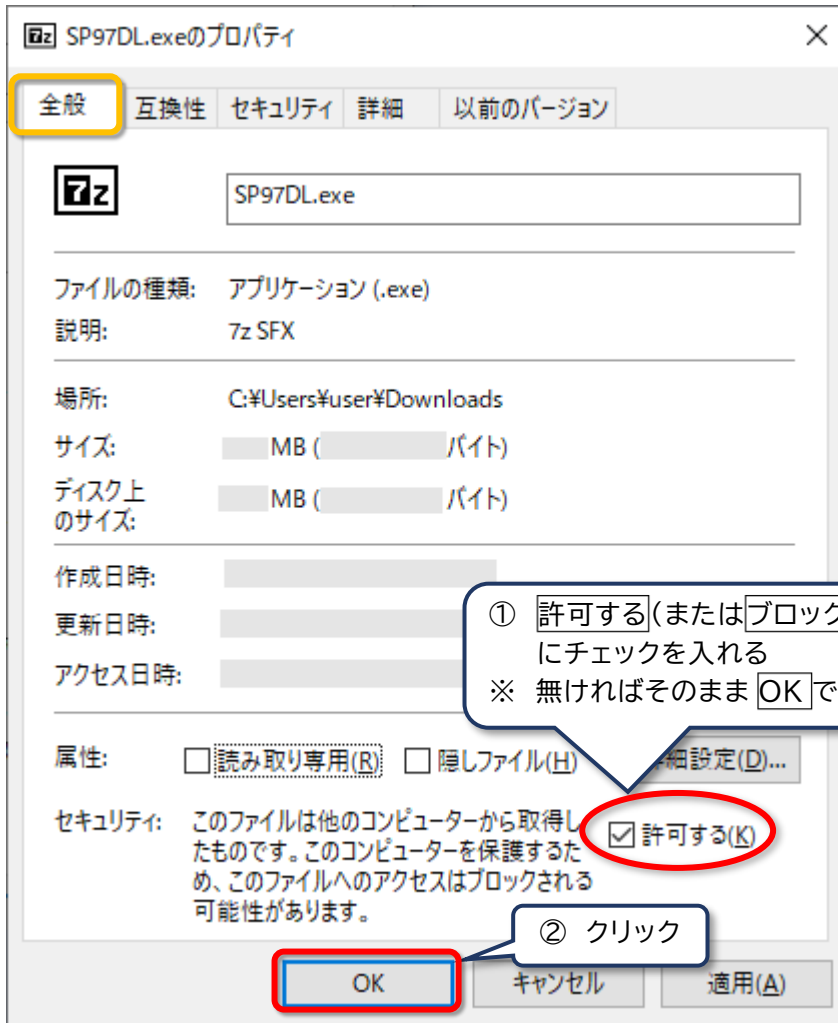 7z SP97DL.exeのプロパティ
全般 互換性 セキュリティ 詳細 以前のバージョン
7z SP97DL.exe
ファイルの種類: アプリケーション (.exe)
説明: 7z SFX
場所: C:¥Users¥user¥Downloads
サイズ: MB ( バイト)
ディスク上
のサイズ: MB ( バイト)
作成日時:
更新日時:
アクセス日時:
① 許可する(またはブロック
にチェックを入れる
※ 無ければそのまま OK で
属性: 読み取り専用(R) 隠しファイル(H) 細設定(D)...
セキュリティ: このファイルは他のコンピューターから取得し
たものです。このコンピューターを保護するた
め、このファイルへのアクセスはブロックされる
可能性があります。
許可する(K)
② クリック
OK キャンセル 適用(A)